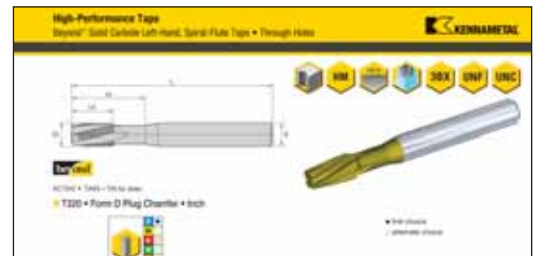 High-Performance Taps
Beyond™ Solid Carbide Left-Hand, Spiral-Flute Taps • Through Holes
KENNAMETAL
HM
3BX
UNF
UNC
beyond
T320 • Form D Plug Chamfer • Inch
first choice
alternate choice